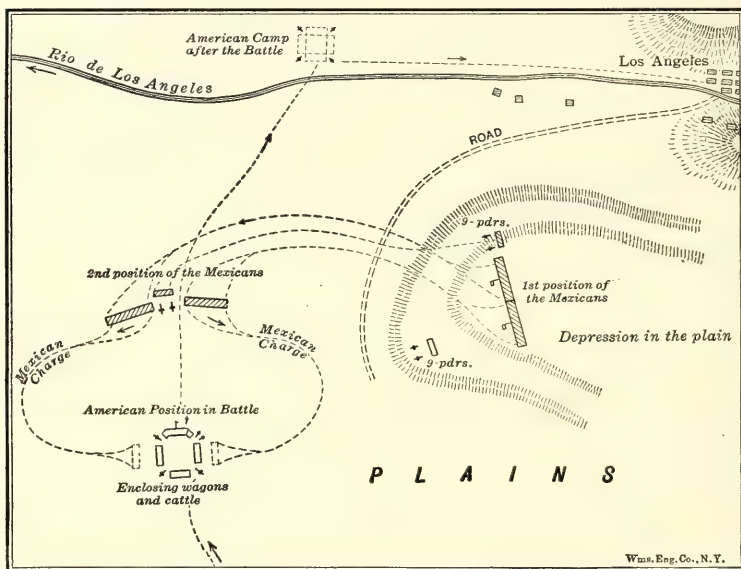 American Camp
after the Battle
Rio de Los Angeles
Los Angeles
ROAD
9-pdrs.
2nd position of the Mexicans
1st position of
the Mexicans
Depression in the plain
Mexican
Charge
Mexican
Charge
9-pdrs.
American Position in Battle
Enclosing wagons
and cattle
PLAINS
Wms. Eng. Co., N. Y.